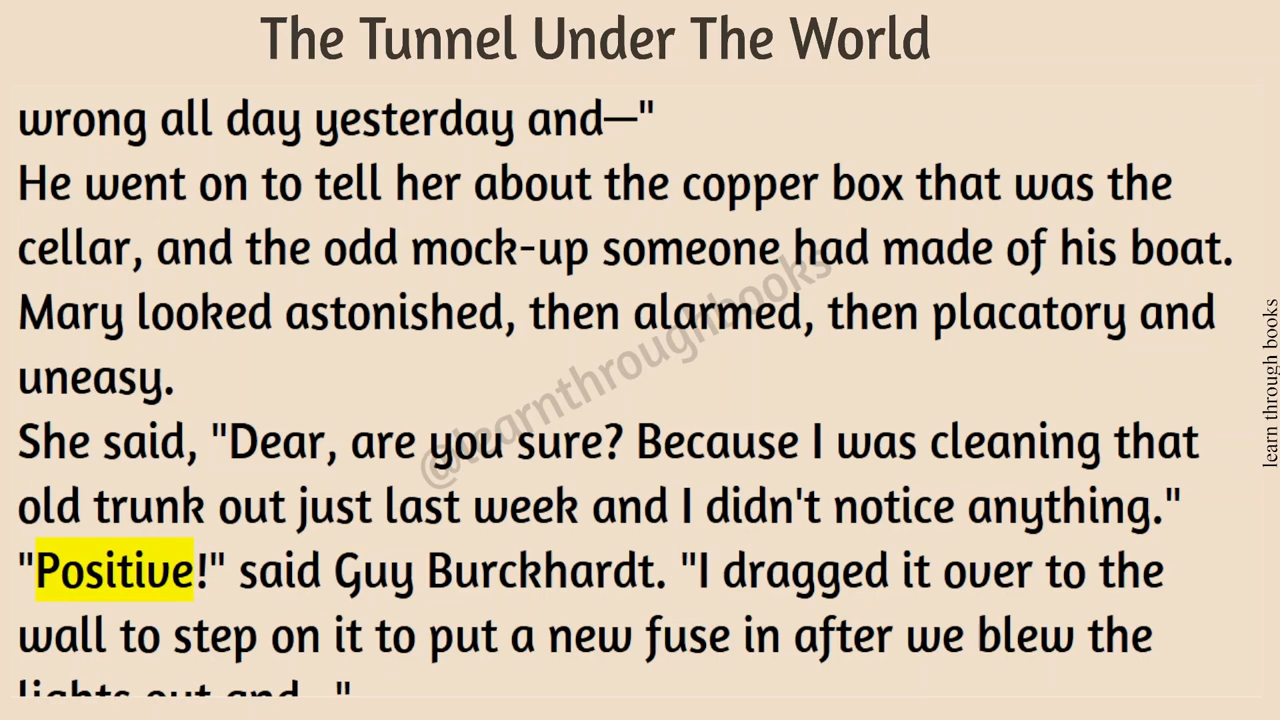 The Tunnel Under The World
wrong all day yesterday and—"
He went on to tell her about the copper box that was the
cellar, and the odd mock-up someone had made of his boat.
Mary looked astonished, then alarmed, then placatory and
uneasy.
She said, "Dear, are you sure? Because I was cleaning that
old trunk out just last week and I didn't notice anything."
"Positive!" said Guy Burckhardt. "I dragged it over to the
wall to step on it to put a new fuse in after we blew the
lights out and—"
@learnthroughbooks
learn through books